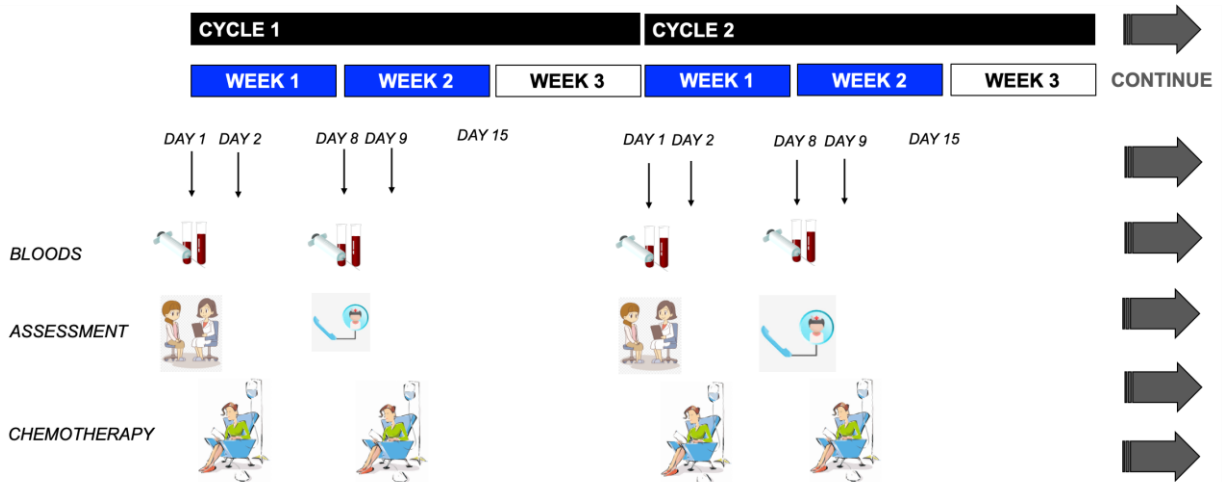 CYCLE 1 CYCLE 2
WEEK 1 WEEK 2 WEEK 3 WEEK 1 WEEK 2 WEEK 3 CONTINUE
DAY 1 DAY 2 DAY 8 DAY 9 DAY 15 DAY 1 DAY 2 DAY 8 DAY 9 DAY 15
BLOODS
ASSESSMENT
CHEMOTHERAPY